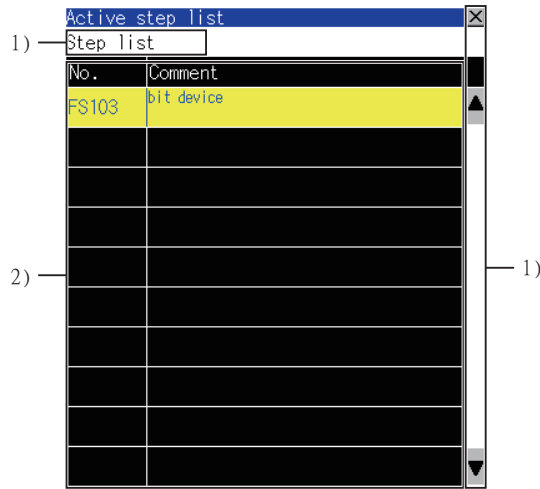 Active step list
1)
Step list
No. Comment
FS103 bit device
2)
1)